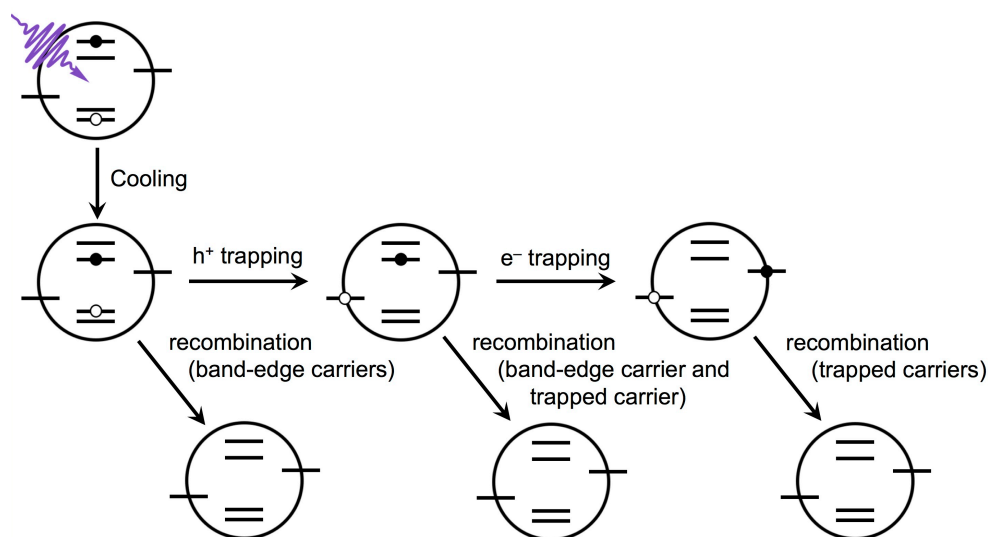 Cooling
h⁺ trapping
e⁻ trapping
recombination
(band-edge carriers)
recombination
(band-edge carrier and
trapped carrier)
recombination
(trapped carriers)